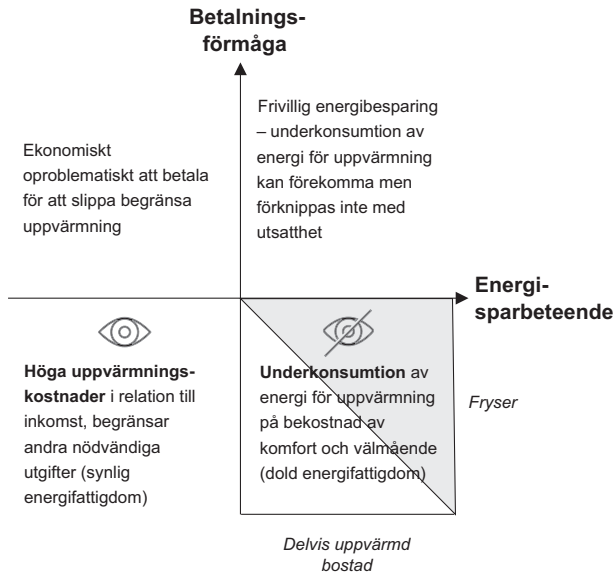 Betalnings-
förmåga
Ekonomiskt
oproblematiskt att betala
för att slippa begränsa
uppvärmning
Frivillig energibesparing
– underkonsumtion av
energi för uppvärmning
kan förekomma men
förknippas inte med
utsatthet
Energi-
sparbeteende
Höga uppvärmnings-
kostnader i relation till
inkomst, begränsar
andra nödvändiga
utgifter (synlig
energifattigdom)
Underkonsumtion av
energi för uppvärmning
på bekostnad av
komfort och välmående
(dold energifattigdom)
Fryser
Delvis uppvärmd
bostad